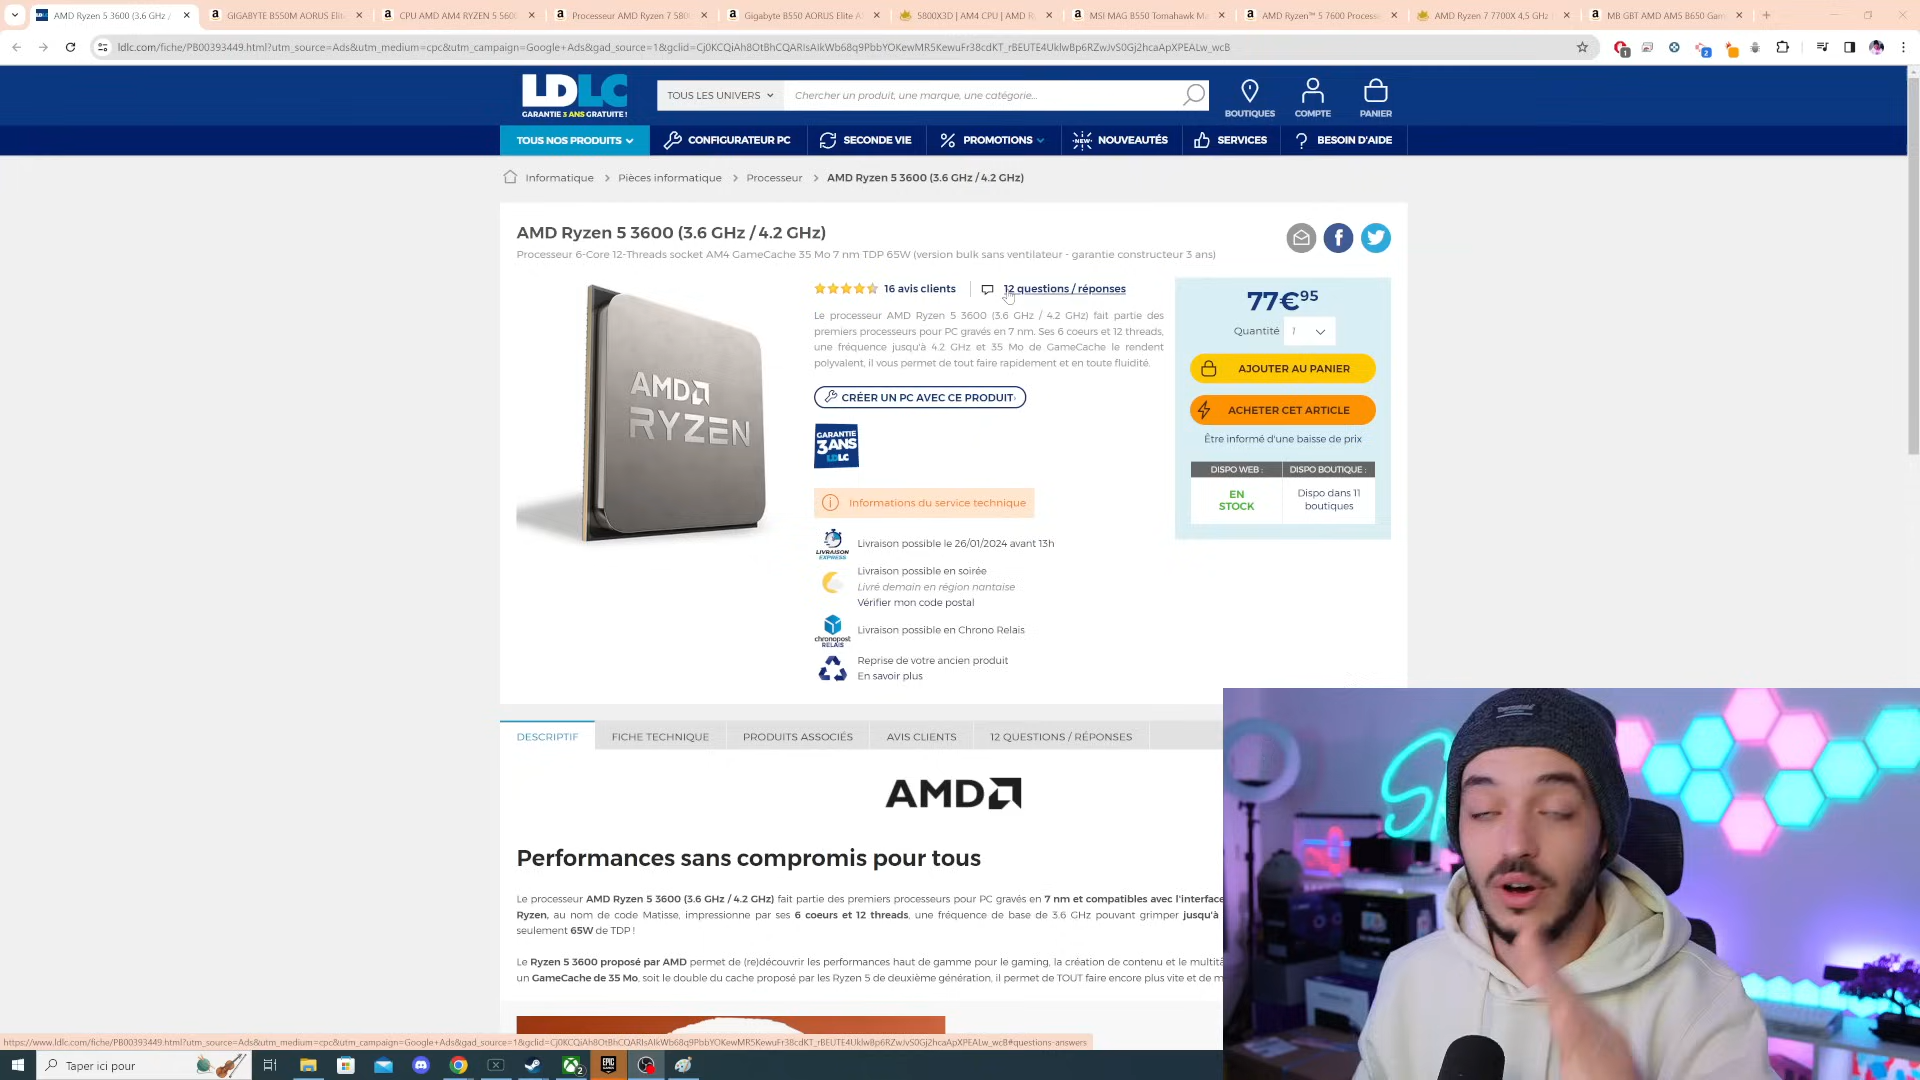 AMD Ryzen 5 3600 (3.6 GHz /
GIGABYTE B550M AORUS Elit
CPU AMD AM4 RYZEN 5 5600
Processeur AMD Ryzen 7 580
Gigabyte B550 AORUS Elite A
5800X3D | AM4 CPU | AMD R
MSI MAG B550 Tomahawk M
AMD Ryzen™ 5 7600 Process
AMD Ryzen 7 7700X 4,5 GHz
MB GBT AMD AM5 B650 Gam
LDLC
GARANTIE 3 ANS GRATUITE !
TOUS LES UNIVERS
Chercher un produit, une marque, une catégorie...
BOUTIQUES
COMPTE
PANIER
TOUS NOS PRODUITS
CONFIGURATEUR PC
SECONDE VIE
PROMOTIONS
NEW
NOUVEAUTÉS
SERVICES
BESOIN D'AIDE
Informatique > Pièces informatique > Processeur > AMD Ryzen 5 3600 (3.6 GHz / 4.2 GHz)
AMD Ryzen 5 3600 (3.6 GHz / 4.2 GHz)
Processeur 6-Core 12-Threads socket AM4 GameCache 35 Mo 7 nm TDP 65W (version bulk sans ventilateur - garantie constructeur 3 ans)
AMD
RYZEN
16 avis clients
12 questions / réponses
Le processeur AMD Ryzen 5 3600 (3.6 GHz / 4.2 GHz) fait partie des
premiers processeurs pour PC gravés en 7 nm. Ses 6 coeurs et 12 threads,
une fréquence jusqu'à 4.2 GHz et 35 Mo de GameCache le rendent
polyvalent, il vous permet de tout faire rapidement et en toute fluidité.
CRÉER UN PC AVEC CE PRODUIT
GARANTIE
3ANS
LDLC
Informations du service technique
LIVRAISON
EXPRESS
Livraison possible le 26/01/2024 avant 13h
Livraison possible en soirée
Livré demain en région nantaise
Vérifier mon code postal
chronopost
RELAIS
Livraison possible en Chrono Relais
Reprise de votre ancien produit
En savoir plus
77€95
Quantité 1
AJOUTER AU PANIER
ACHETER CET ARTICLE
Être informé d'une baisse de prix
DISPO WEB :
DISPO BOUTIQUE :
EN
STOCK
Dispo dans 11
boutiques
DESCRIPTIF
FICHE TECHNIQUE
PRODUITS ASSOCIÉS
AVIS CLIENTS
12 QUESTIONS / RÉPONSES
AMD
Performances sans compromis pour tous
Le processeur AMD Ryzen 5 3600 (3.6 GHz / 4.2 GHz) fait partie des premiers processeurs pour PC gravés en 7 nm et compatibles avec l'interface
Ryzen, au nom de code Matisse, impressionne par ses 6 coeurs et 12 threads, une fréquence de base de 3.6 GHz pouvant grimper jusqu'à
seulement 65W de TDP !
Le Ryzen 5 3600 proposé par AMD permet de (re)découvrir les performances haut de gamme pour le gaming, la création de contenu et le multitâ
un GameCache de 35 Mo, soit le double du cache proposé par les Ryzen 5 de deuxième génération, il permet de TOUT faire encore plus vite et de m
Taper ici pour